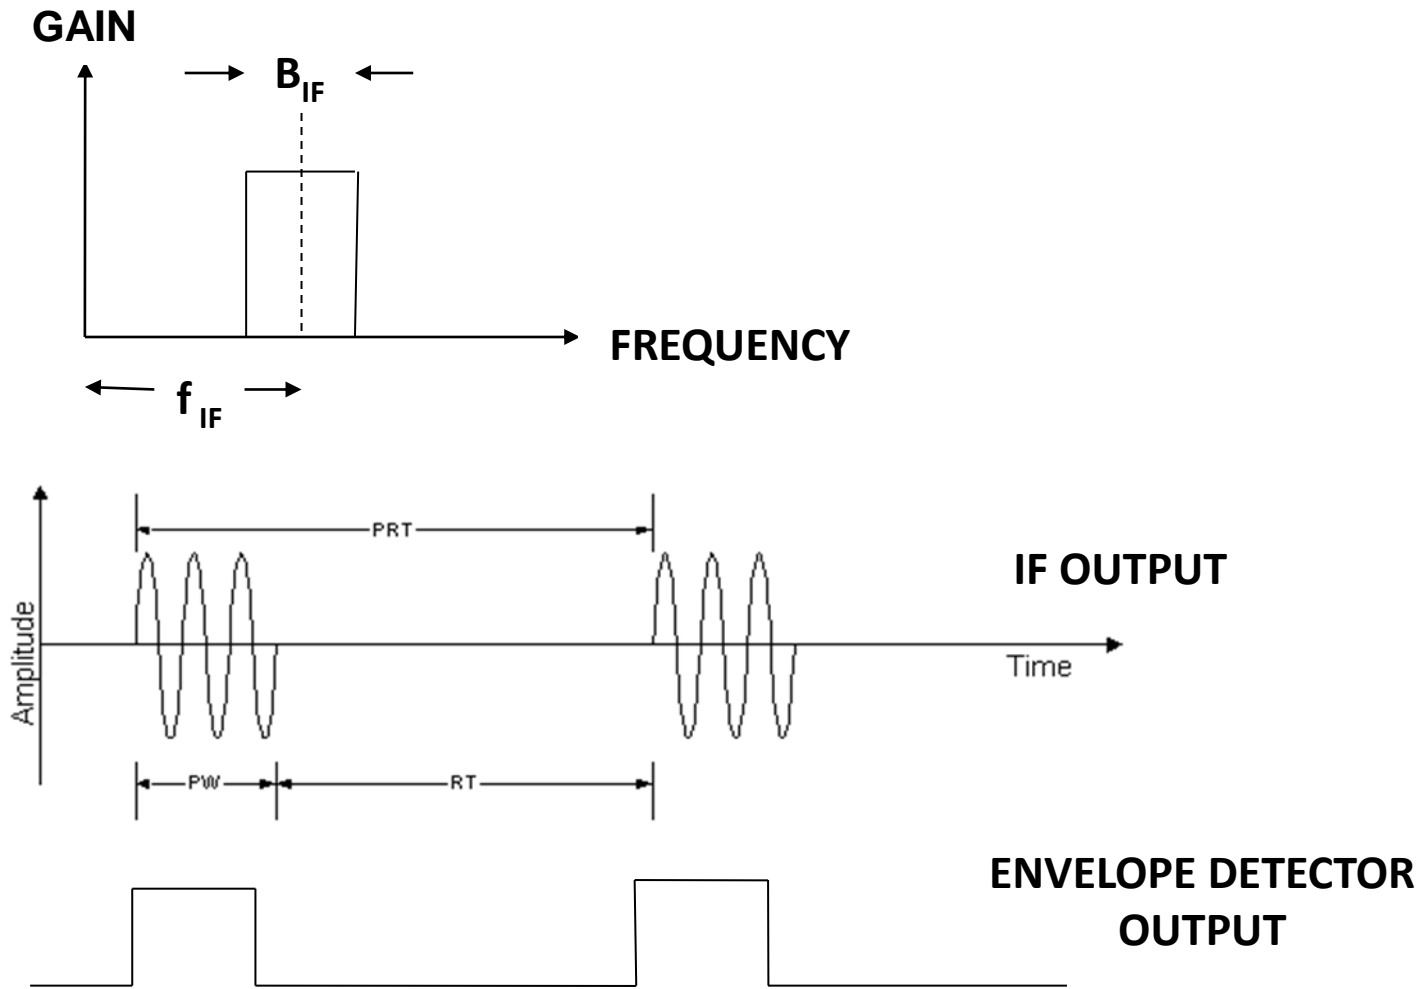 GAIN
BIF
FREQUENCY
f IF
PRT
IF OUTPUT
Amplitude
Time
PW
RT
ENVELOPE DETECTOR
OUTPUT